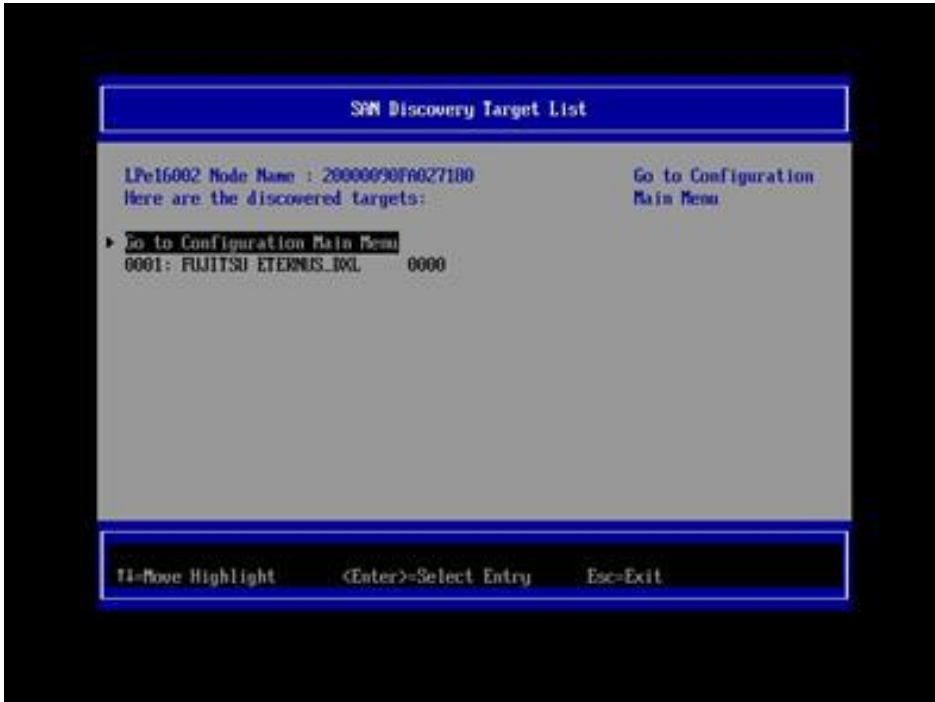 SAN Discovery Target List
LPe16002 Node Name : 20000090FA027180
Go to Configuration
Here are the discovered targets:
Main Menu
Go to Configuration Main Menu
0001: FUJITSU ETERNUS_DXL 0000
↑↓=Move Highlight <Enter>=Select Entry Esc=Exit